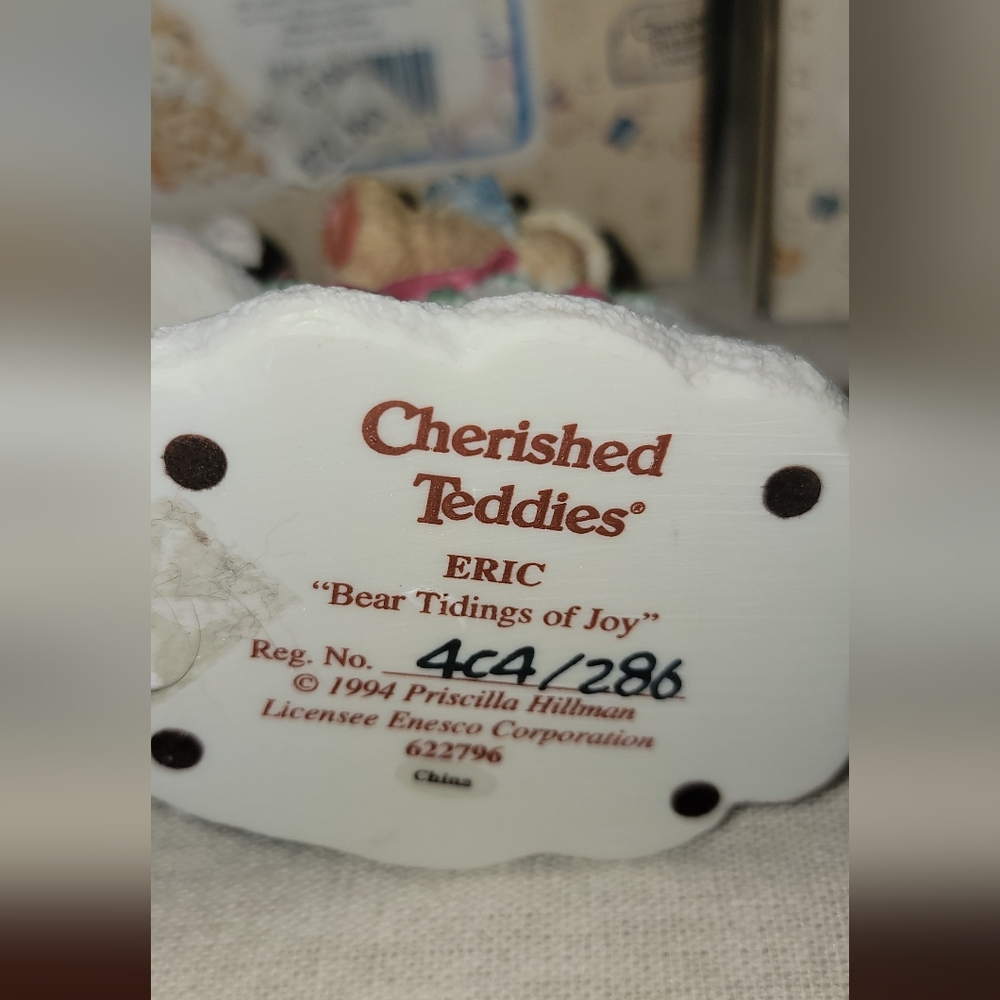 Cherished
Teddies®
ERIC
“Bear Tidings of Joy”
Reg. No. 4C4/286
© 1994 Priscilla Hillman
Licensee Enesco Corporation
622796
China